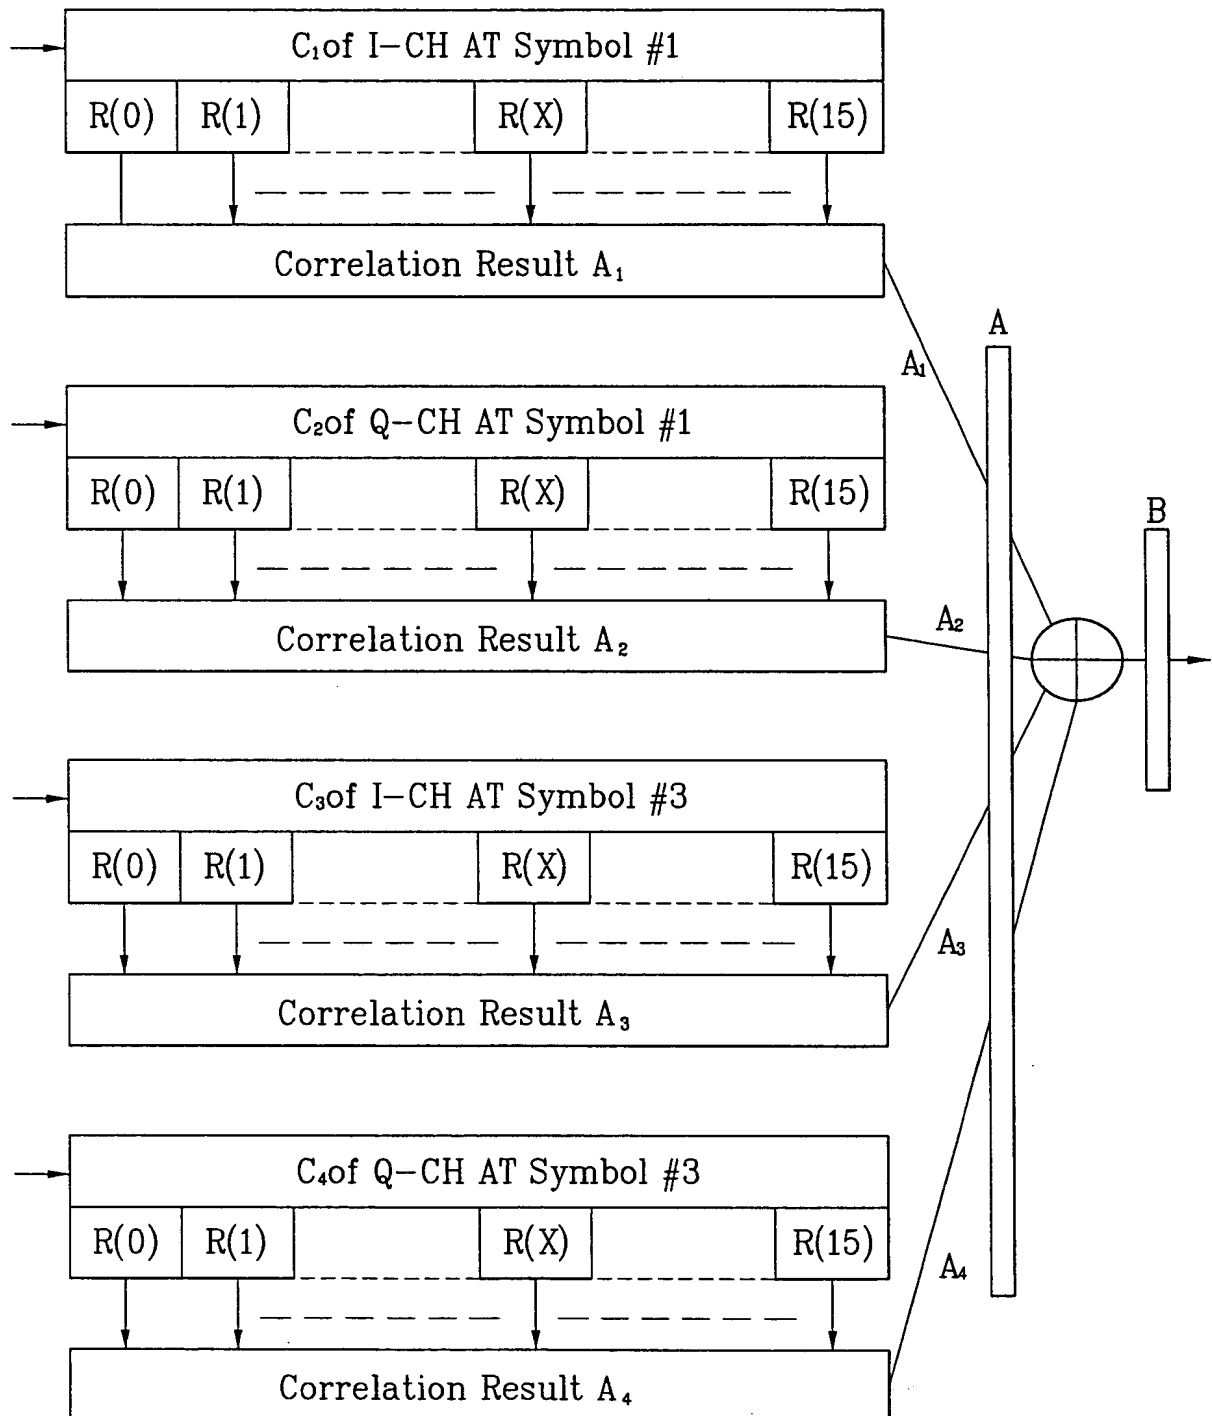 C₁of I-CH AT Symbol #1
R(0) R(1) R(X) R(15)
Correlation Result A₁
A
A₁
C₂of Q-CH AT Symbol #1
R(0) R(1) R(X) R(15)
B
Correlation Result A₂
A₂
C₃of I-CH AT Symbol #3
R(0) R(1) R(X) R(15)
A₃
Correlation Result A₃
C₄of Q-CH AT Symbol #3
R(0) R(1) R(X) R(15)
A₄
Correlation Result A₄